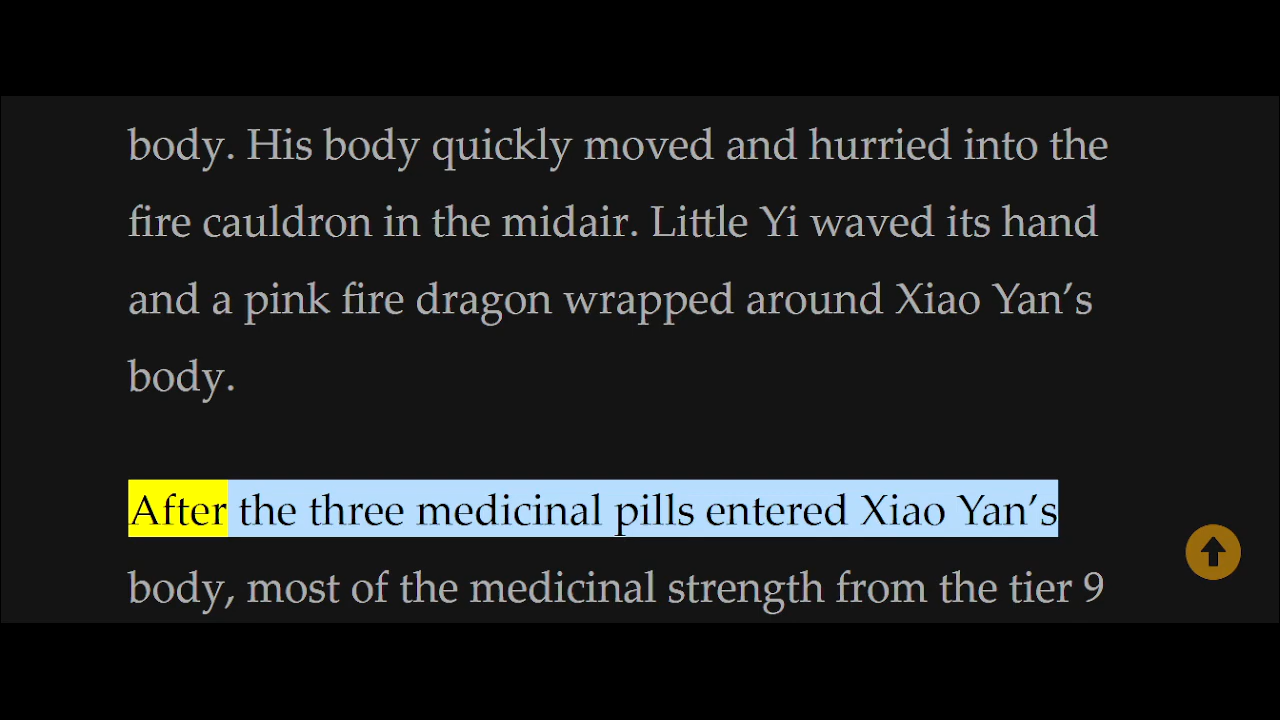 body. His body quickly moved and hurried into the
fire cauldron in the midair. Little Yi waved its hand
and a pink fire dragon wrapped around Xiao Yan’s
body.
After the three medicinal pills entered Xiao Yan’s
body, most of the medicinal strength from the tier 9